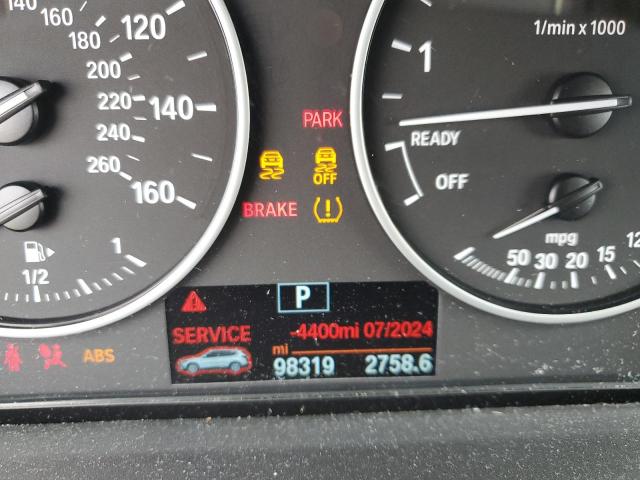 140
160
180
200
220
240
260
120
140
160
1/2
1
1/min x 1000
1
READY
OFF
mpg
50 30 20 15 12
PARK
OFF
BRAKE
P
SERVICE -4400mi 07/2024
mi
98319 2758.6
ABS